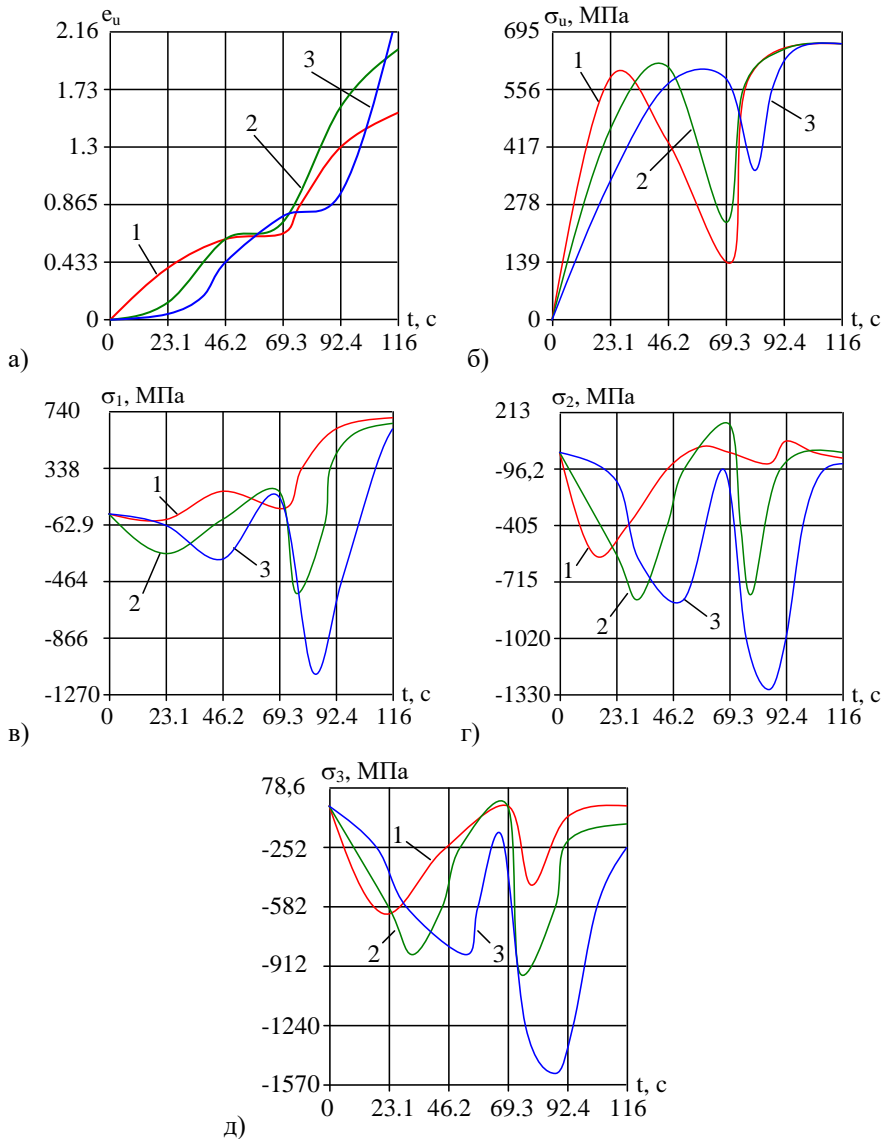 eu
2.16
1.73
1.3
0.865
0.433
0
1
2
3
0 23.1 46.2 69.3 92.4 116
t, c
а)
σu, МПа
695
556
417
278
139
0
1
2
3
0 23.1 46.2 69.3 92.4 116
t, c
б)
σ1, МПа
740
338
-62.9
-464
-866
-1270
1
2
3
0 23.1 46.2 69.3 92.4 116
t, c
в)
σ2, МПа
213
-96,2
-405
-715
-1020
-1330
1
2
3
0 23.1 46.2 69.3 92.4 116
t, c
г)
σ3, МПа
78,6
-252
-582
-912
-1240
-1570
1
2
3
0 23.1 46.2 69.3 92.4 116
t, c
д)